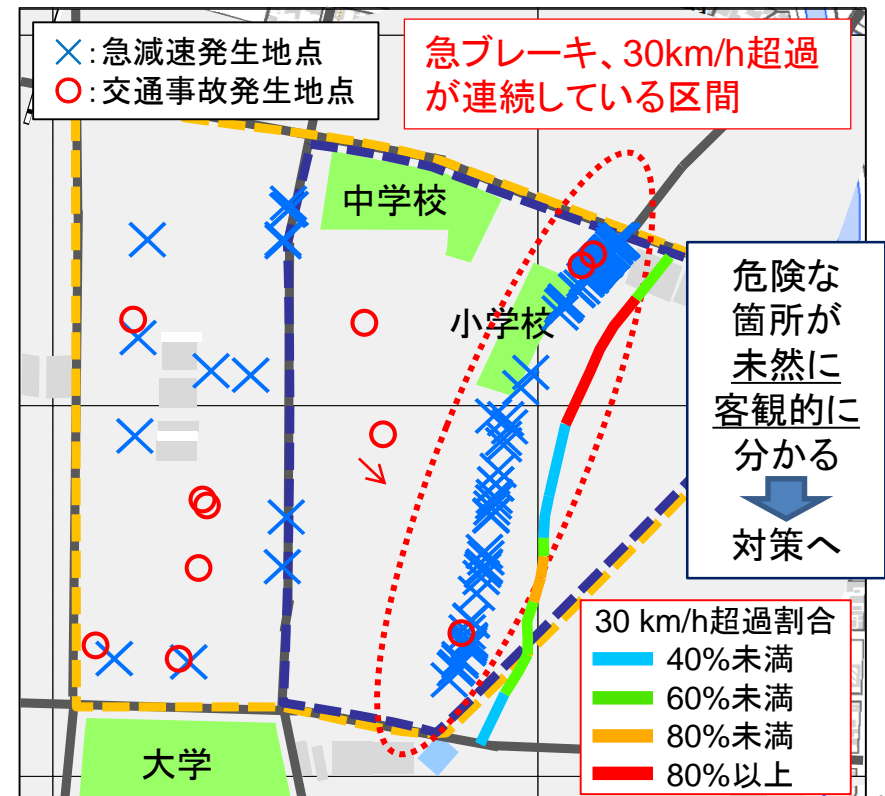 ×：急減速発生地点
○：交通事故発生地点
急ブレーキ、30km/h超過
が連続している区間
中学校
小学校
危険な
箇所が
未然に
客観的に
分かる
対策へ
30 km/h超過割合
40%未満
60%未満
80%未満
80%以上
大学